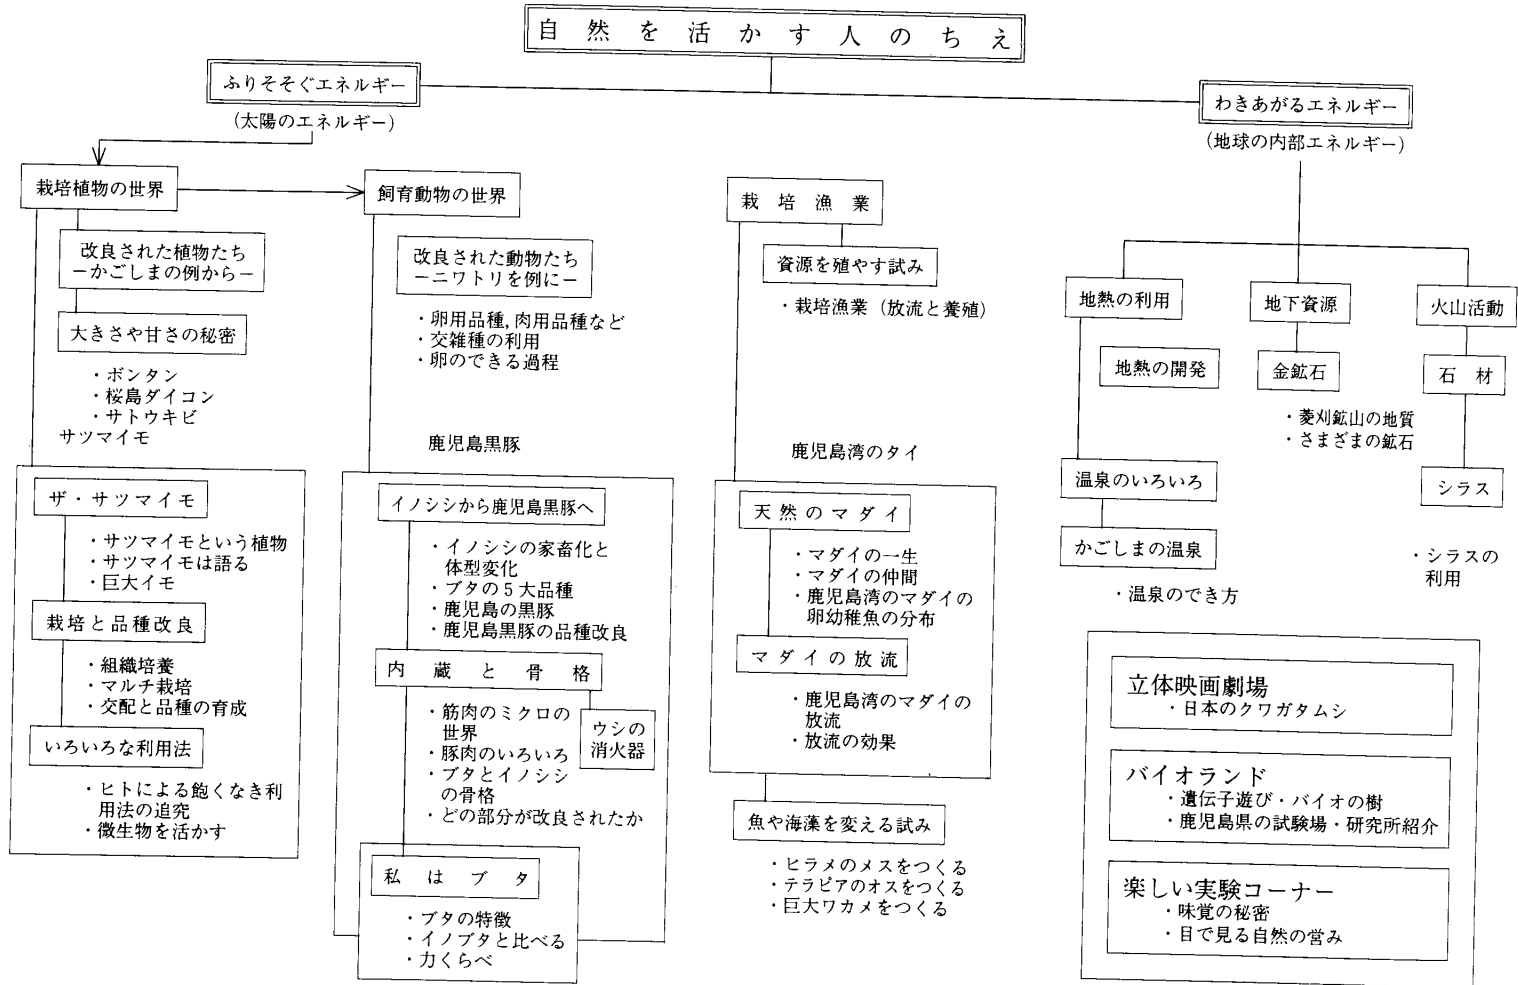 自然を活かす人のちえ
ふりそそぐエネルギー
(太陽のエネルギー)
わきあがるエネルギー
(地球の内部エネルギー)
栽培植物の世界
改良された植物たち
－かごしまの例から－
大きさや甘さの秘密
・ボンタン
・桜島ダイコン
・サトウキビ
サツマイモ
ザ・サツマイモ
・サツマイモという植物
・サツマイモは語る
・巨大イモ
栽培と品種改良
・組織培養
・マルチ栽培
・交配と品種の育成
いろいろな利用法
・ヒトによる飽くなき利
用法の追究
・微生物を活かす
飼育動物の世界
改良された動物たち
－ニワトリを例に－
・卵用品種,肉用品種など
・交雑種の利用
・卵のできる過程
鹿児島黒豚
イノシシから鹿児島黒豚へ
・イノシシの家畜化と
体型変化
・ブタの5大品種
・鹿児島の黒豚
・鹿児島黒豚の品種改良
内蔵と骨格
・筋肉のミクロの
世界
・豚肉のいろいろ
・ブタとイノシシ
の骨格
・どの部分が改良されたか
ウシの
消火器
私はブタ
・ブタの特徴
・イノブタと比べる
・力くらべ
栽培漁業
資源を殖やす試み
・栽培漁業(放流と養殖)
鹿児島湾のタイ
天然のマダイ
・マダイの一生
・マダイの仲間
・鹿児島湾のマダイの
卵幼稚魚の分布
マダイの放流
・鹿児島湾のマダイの
放流
・放流の効果
魚や海藻を変える試み
・ヒラメのメスをつくる
・テラピアのオスをつくる
・巨大ワカメをつくる
地熱の利用
地熱の開発
温泉のいろいろ
かごしまの温泉
・温泉のでき方
地下資源
金鉱石
・菱刈鉱山の地質
・さまざまの鉱石
火山活動
石材
シラス
・シラスの
利用
立体映画劇場
・日本のクワガタムシ
バイオランド
・遺伝子遊び・バイオの樹
・鹿児島県の試験場・研究所紹介
楽しい実験コーナー
・味覚の秘密
・目で見る自然の営み